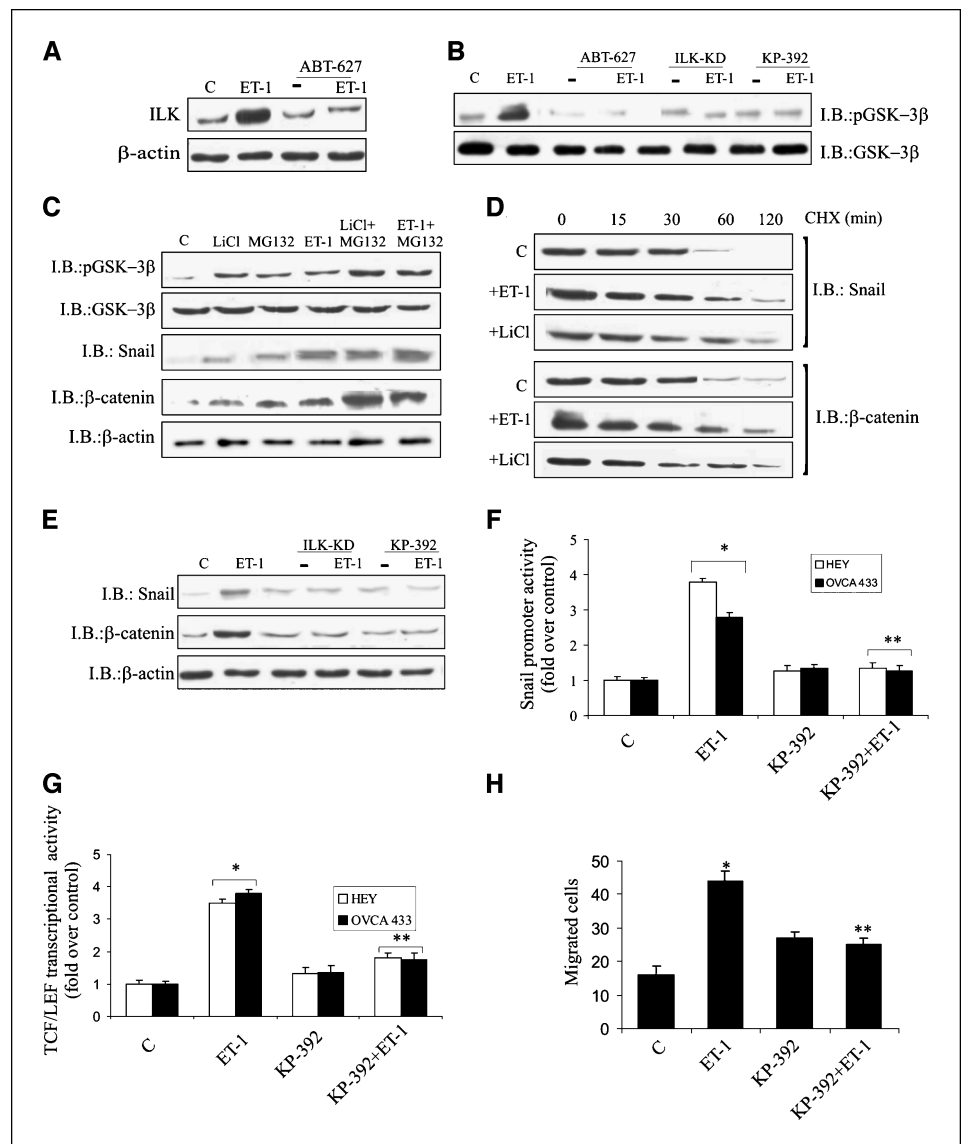 A
ABT-627
C ET-1 – ET-1
ILK
β-actin
B
ABT-627 ILK-KD KP-392
C ET-1 – ET-1 – ET-1 – ET-1
I.B.:pGSK–3β
I.B.:GSK–3β
C
LiCl+ ET-1+
C LiCl MG132 ET-1 MG132 MG132
I.B.:pGSK–3β
I.B.:GSK–3β
I.B.: Snail
I.B.:β-catenin
I.B.:β-actin
D
0 15 30 60 120 CHX (min)
C
+ET-1
+LiCl
I.B.: Snail
C
+ET-1
+LiCl
I.B.:β-catenin
E
ILK-KD KP-392
C ET-1 – ET-1 – ET-1
I.B.: Snail
I.B.:β-catenin
I.B.:β-actin
F
Snail promoter activity
(fold over control)
5
4
3
2
1
0
*
**
HEY
OVCA 433
C ET-1 KP-392 KP-392+ET-1
G
TCF/LEF transcriptional activity
(fold over control)
5
4
3
2
1
0
*
**
HEY
OVCA 433
C ET-1 KP-392 KP-392+ET-1
H
Migrated cells
50
40
30
20
10
0
*
**
C ET-1 KP-392 KP-392+ET-1